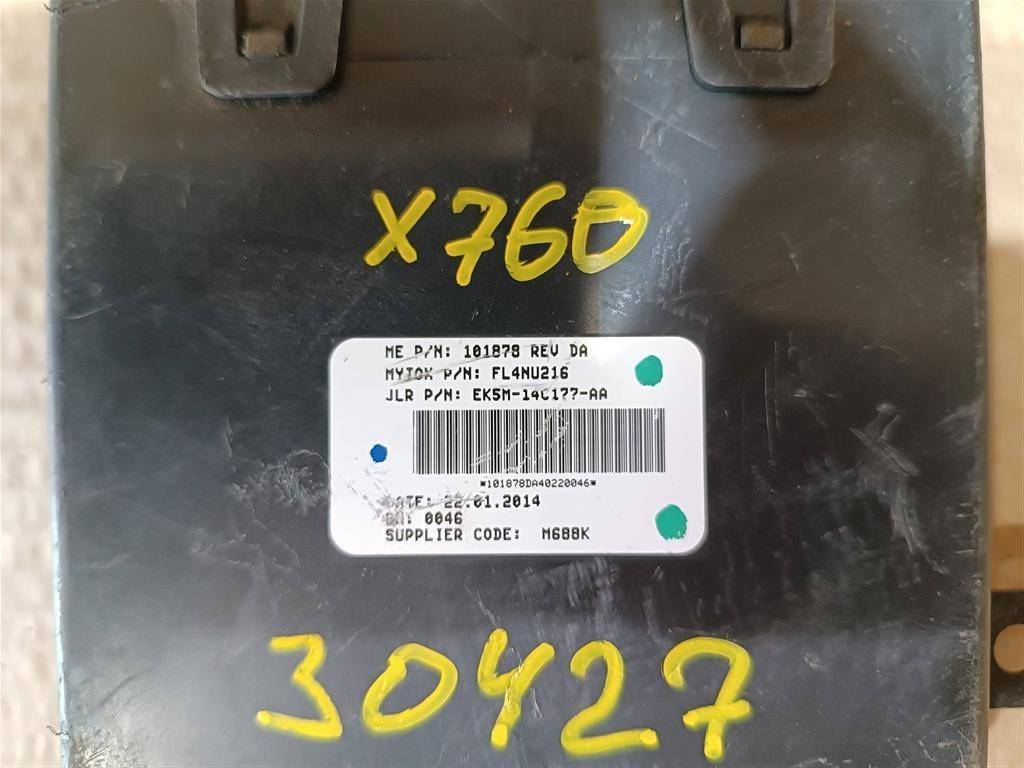 X760
ME P/N: 101878 REV DA
MYTOX P/N: FL4NU216
JLR P/N: EK5M-14C177-AA
*101878DA40220046*
DATE: 22.01.2014
0046
SUPPLIER CODE: M688K
30427